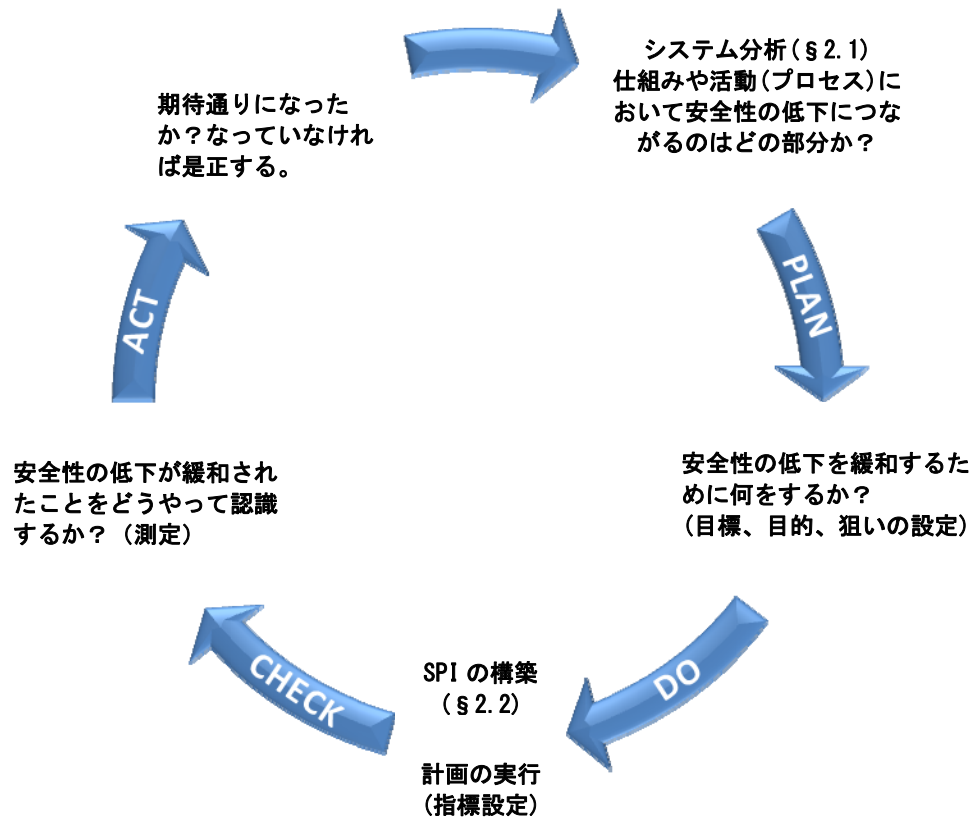 システム分析(§2.1)
仕組みや活動(プロセス)に
おいて安全性の低下につな
がるのはどの部分か？
PLAN
安全性の低下を緩和するた
めに何をするか？
(目標、目的、狙いの設定)
DO
SPI の構築
(§2.2)
計画の実行
(指標設定)
CHECK
安全性の低下が緩和され
たことをどうやって認識
するか？ (測定)
ACT
期待通りになった
か？なっていなけれ
ば是正する。